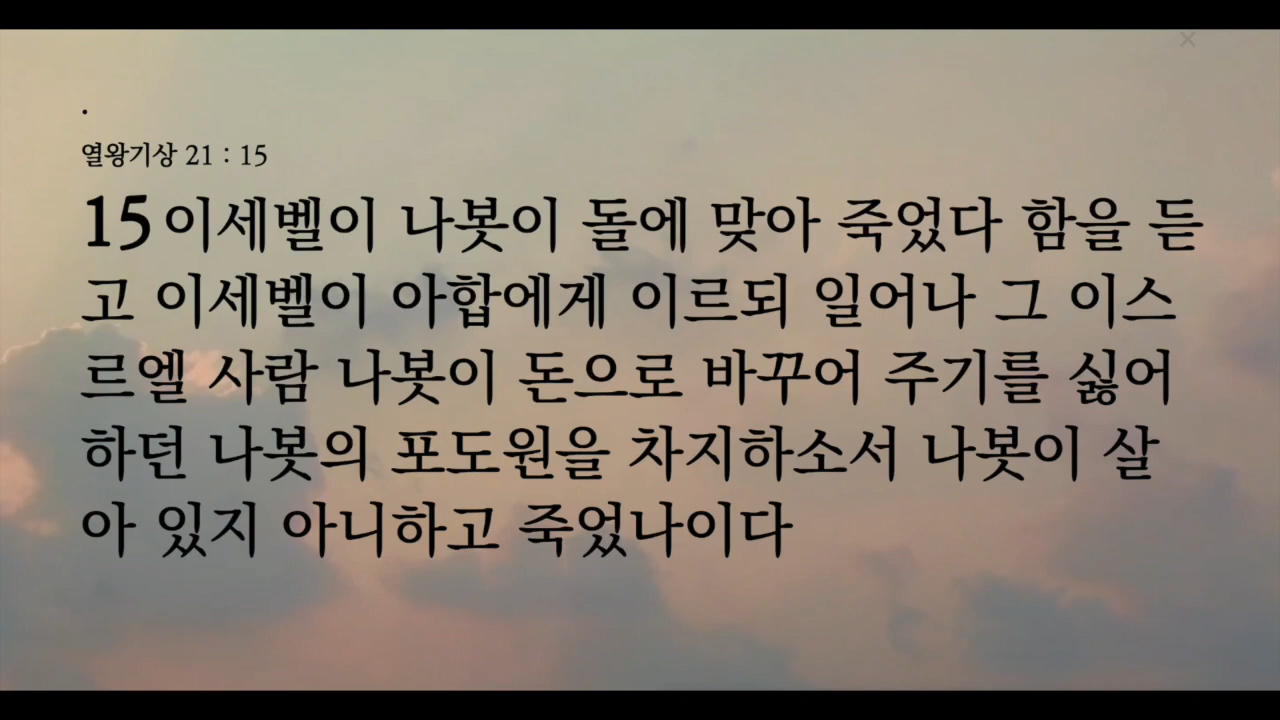 .
열왕기상 21 : 15
15 이세벨이 나봇이 돌에 맞아 죽었다 함을 듣
고 이세벨이 아합에게 이르되 일어나 그 이스
르엘 사람 나봇이 돈으로 바꾸어 주기를 싫어
하던 나봇의 포도원을 차지하소서 나봇이 살
아 있지 아니하고 죽었나이다